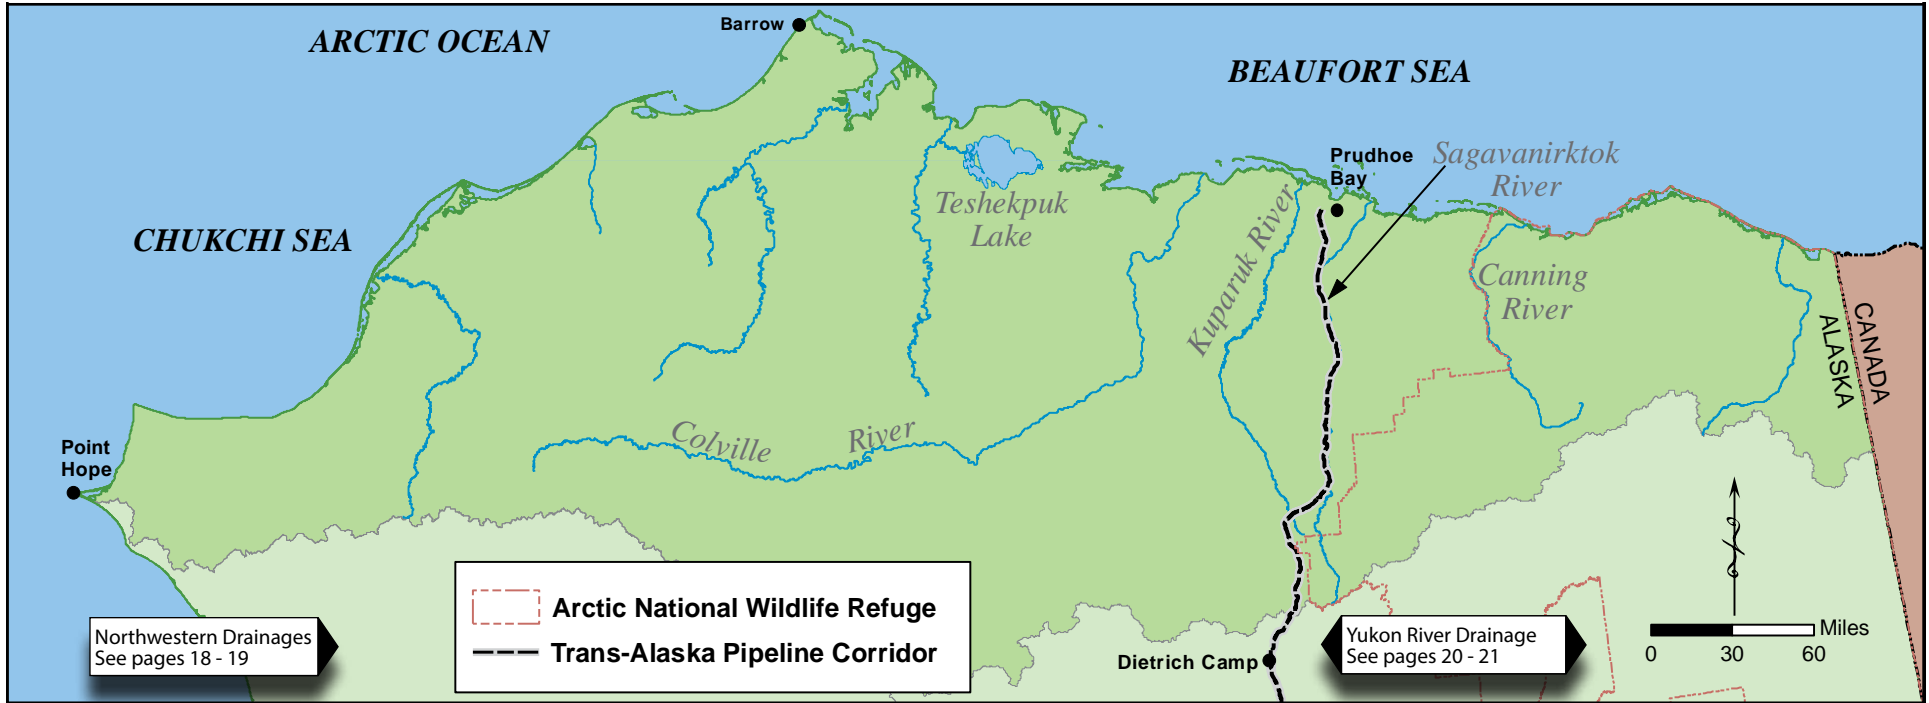 Barrow
ARCTIC OCEAN
BEAUFORT SEA
Prudhoe
Bay
Sagavanirktok
River
Teshekpuk
Lake
Kuparuk River
CHUKCHI SEA
Canning
River
CANADA
ALASKA
Colville River
Point
Hope
Arctic National Wildlife Refuge
Trans-Alaska Pipeline Corridor
Northwestern Drainages
See pages 18 - 19
Dietrich Camp
Yukon River Drainage
See pages 20 - 21
Miles
0 30 60